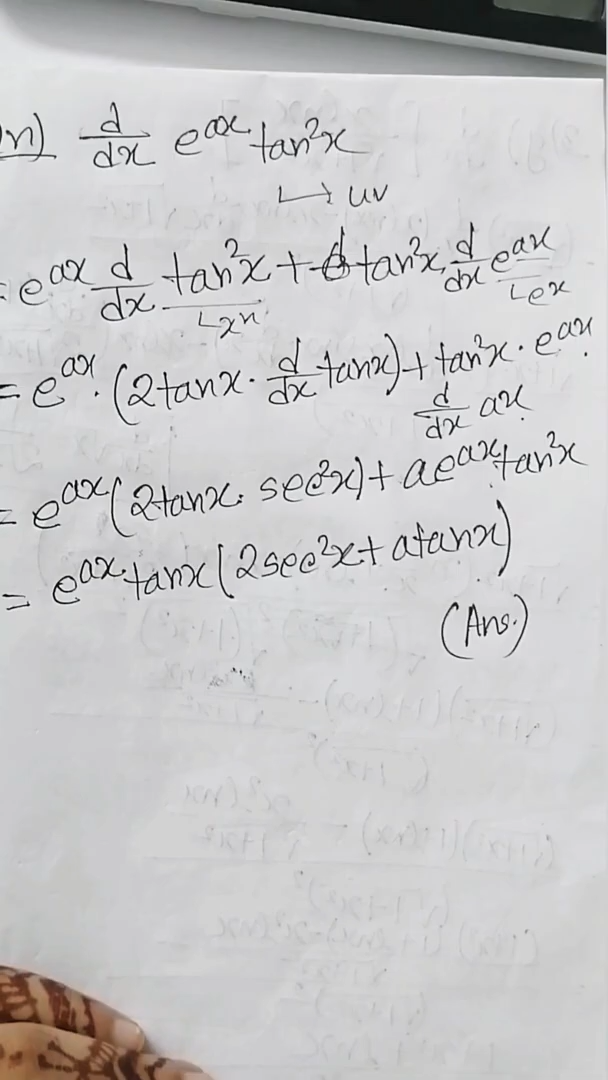 n) d/dx e^ax tan²x
↳ uv
= e^ax d/dx tan²x + tan²x. d/dx e^ax
↳ xⁿ ↳ e^x
= e^ax. (2tanx. d/dx tanx) + tan²x. e^ax.
d/dx ax
= e^ax (2tanx. sec²x) + ae^ax. tan²x
= e^ax. tanx (2sec²x + atanx)
(Ans.)